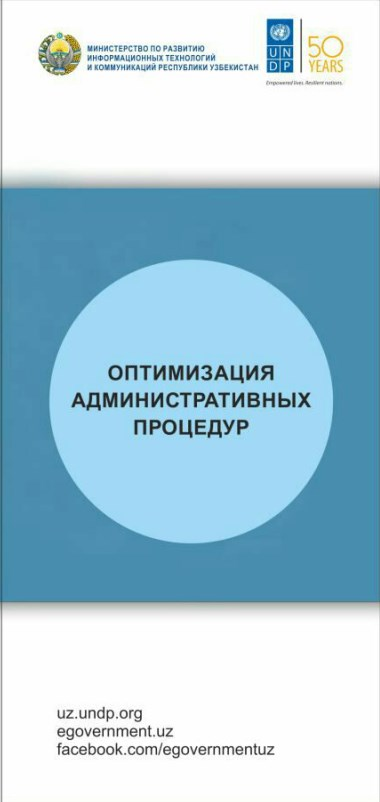 МИНИСТЕРСТВО ПО РАЗВИТИЮ
ИНФОРМАЦИОННЫХ ТЕХНОЛОГИЙ
И КОММУНИКАЦИЙ РЕСПУБЛИКИ УЗБЕКИСТАН
U N
D P
50
YEARS
Empowered lives. Resilient nations.
ОПТИМИЗАЦИЯ
АДМИНИСТРАТИВНЫХ
ПРОЦЕДУР
uz.undp.org
egovernment.uz
facebook.com/egovernmentuz